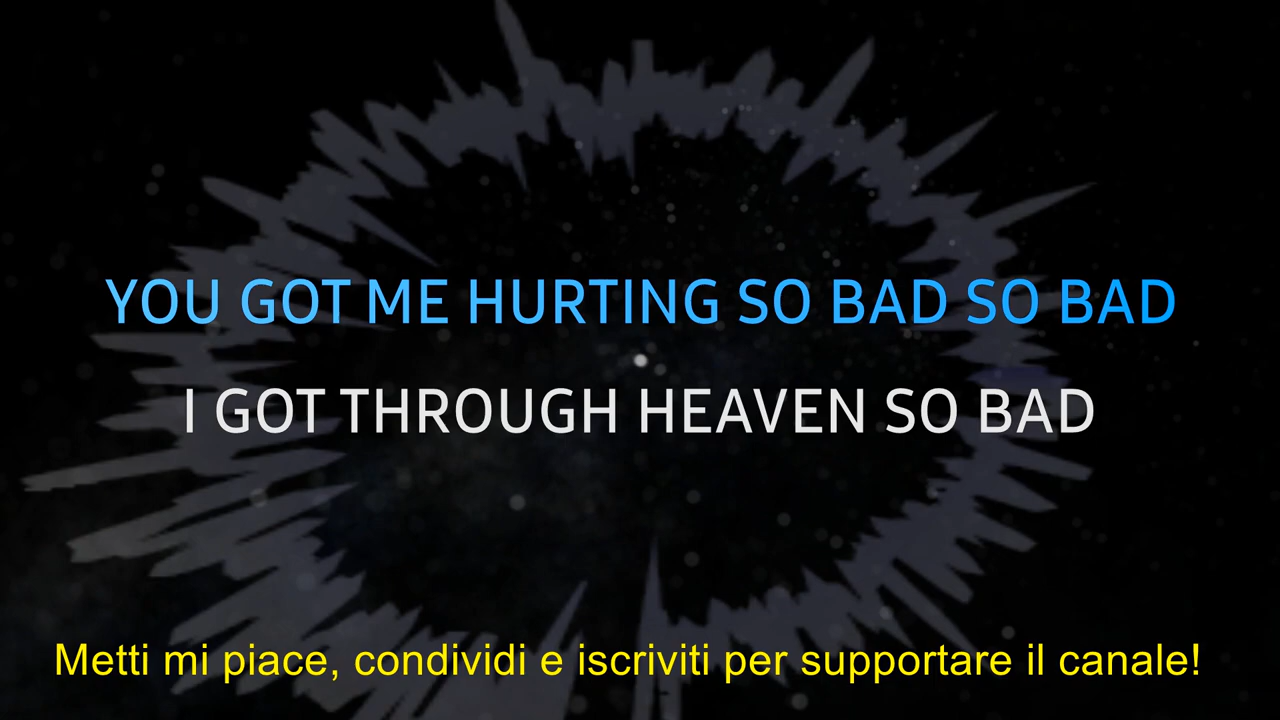 YOU GOT ME HURTING SO BAD SO BAD
I GOT THROUGH HEAVEN SO BAD
Metti mi piace, condividi e iscriviti per supportare il canale!